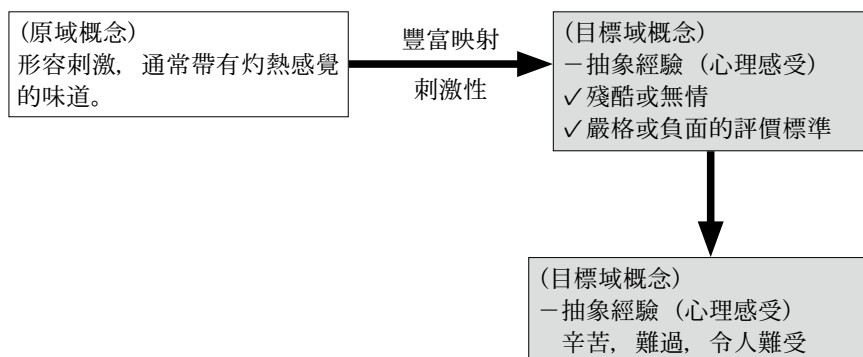 (原域概念)
形容刺激, 通常帶有灼熱感覺
的味道。
豐富映射
刺激性
(目標域概念)
－抽象經驗 (心理感受)
✓殘酷或無情
✓嚴格或負面的評價標準
(目標域概念)
－抽象經驗 (心理感受)
辛苦, 難過, 令人難受